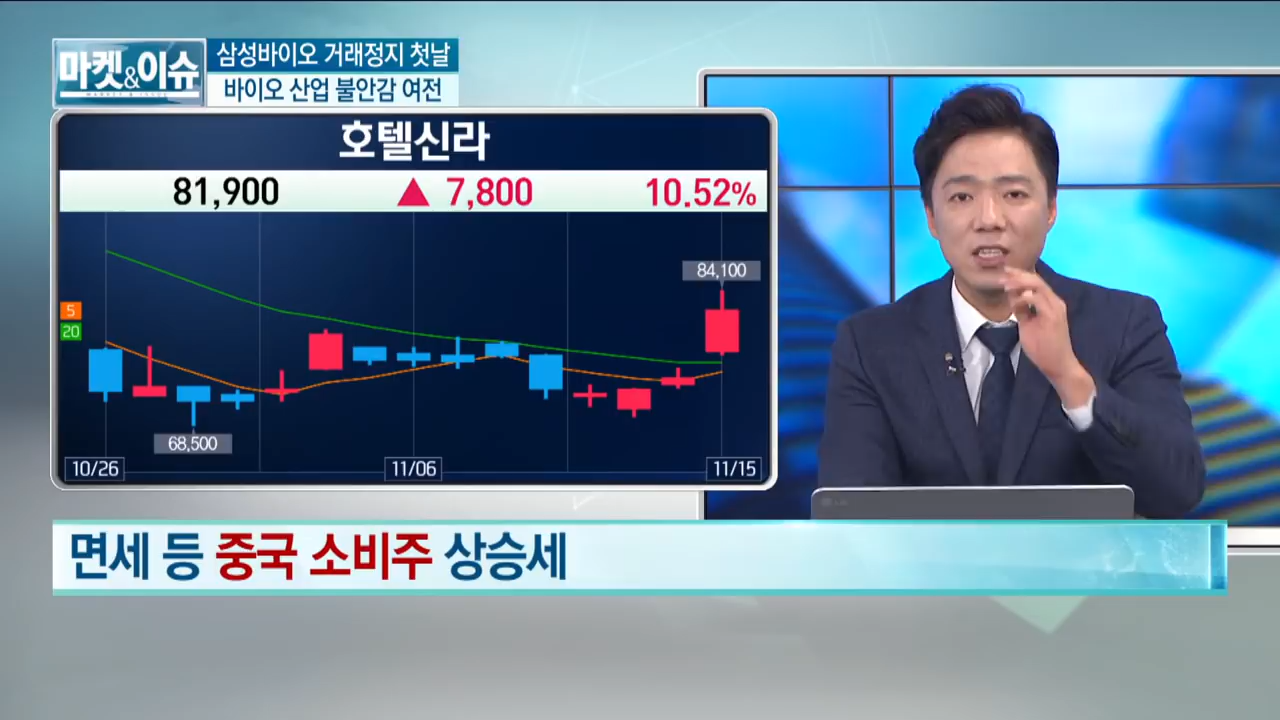 마켓&이슈
삼성바이오 거래정지 첫날
바이오 산업 불안감 여전
호텔신라
81,900 ▲ 7,800 10.52%
84,100
5
20
68,500
10/26 11/06 11/15
면세 등 중국 소비주 상승세